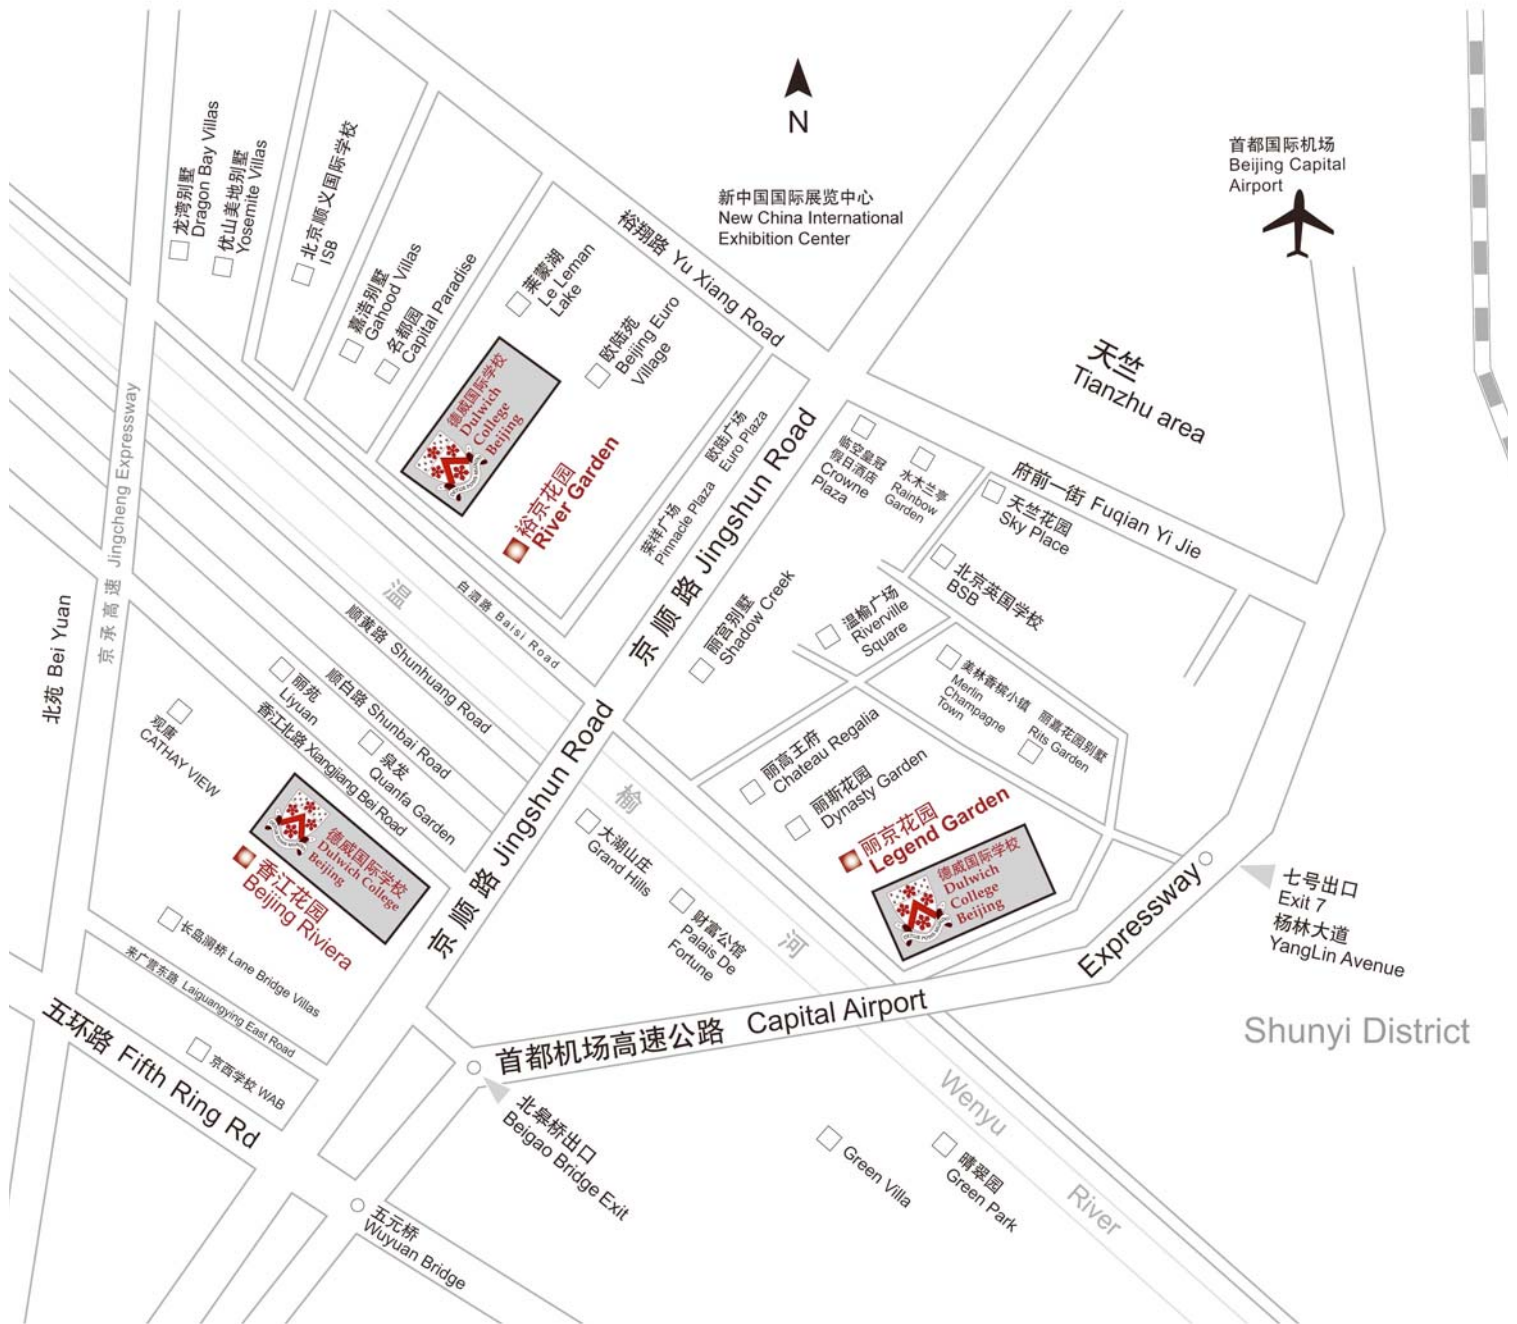 N
首都国际机场
Beijing Capital
Airport
新中国国际展览中心
New China International
Exhibition Center
龙湾别墅
Dragon Bay Villas
优山美地别墅
Yosemite Villas
北京顺义国际学校
ISB
嘉浩别墅
Gahood Villas
名都园
Capital Paradise
莱蒙湖
Le Leman
Lake
欧陆苑
Beijing Euro
Village
裕翔路 Yu Xiang Road
天竺
Tianzhu area
德威国际学校
Dulwich
College
Beijing
裕京花园
River Garden
欧陆广场
Euro Plaza
荣祥广场
Pinnacle Plaza
京顺路 Jingshun Road
临空皇冠
假日酒店
Crowne
Plaza
水木兰亭
Rainbow
Garden
府前一街 Fuqian Yi Jie
天竺花园
Sky Place
北京英国学校
BSB
温榆广场
Riverville
Square
丽宫别墅
Shadow Creek
美林香槟小镇
Merlin
Champagne
Town
丽嘉花园别墅
Rits Garden
丽高王府
Chateau Regalia
丽斯花园
Dynasty Garden
丽京花园
Legend Garden
德威国际学校
Dulwich
College
Beijing
京承高速 Jingcheng Expressway
北苑 Bei Yuan
温
榆
河
白泗路 Baisi Road
顺黄路 Shunhuang Road
顺白路 Shunbai Road
香江北路 Xiangjiang Bei Road
丽苑
Liyuan
泉发
Quanfa Garden
观唐
CATHAY VIEW
德威国际学校
Dulwich College
Beijing
香江花园
Beijing Riviera
京顺路 Jingshun Road
大湖山庄
Grand Hills
财富公馆
Palais De
Fortune
长岛澜桥 Lane Bridge Villas
来广营东路 Laiguangying East Road
京西学校 WAB
五环路 Fifth Ring Rd
首都机场高速公路 Capital Airport Expressway
七号出口
Exit 7
杨林大道
YangLin Avenue
Shunyi District
北皋桥出口
Beigao Bridge Exit
五元桥
Wuyuan Bridge
Green Villa
晴翠园
Green Park
Wenyu
River